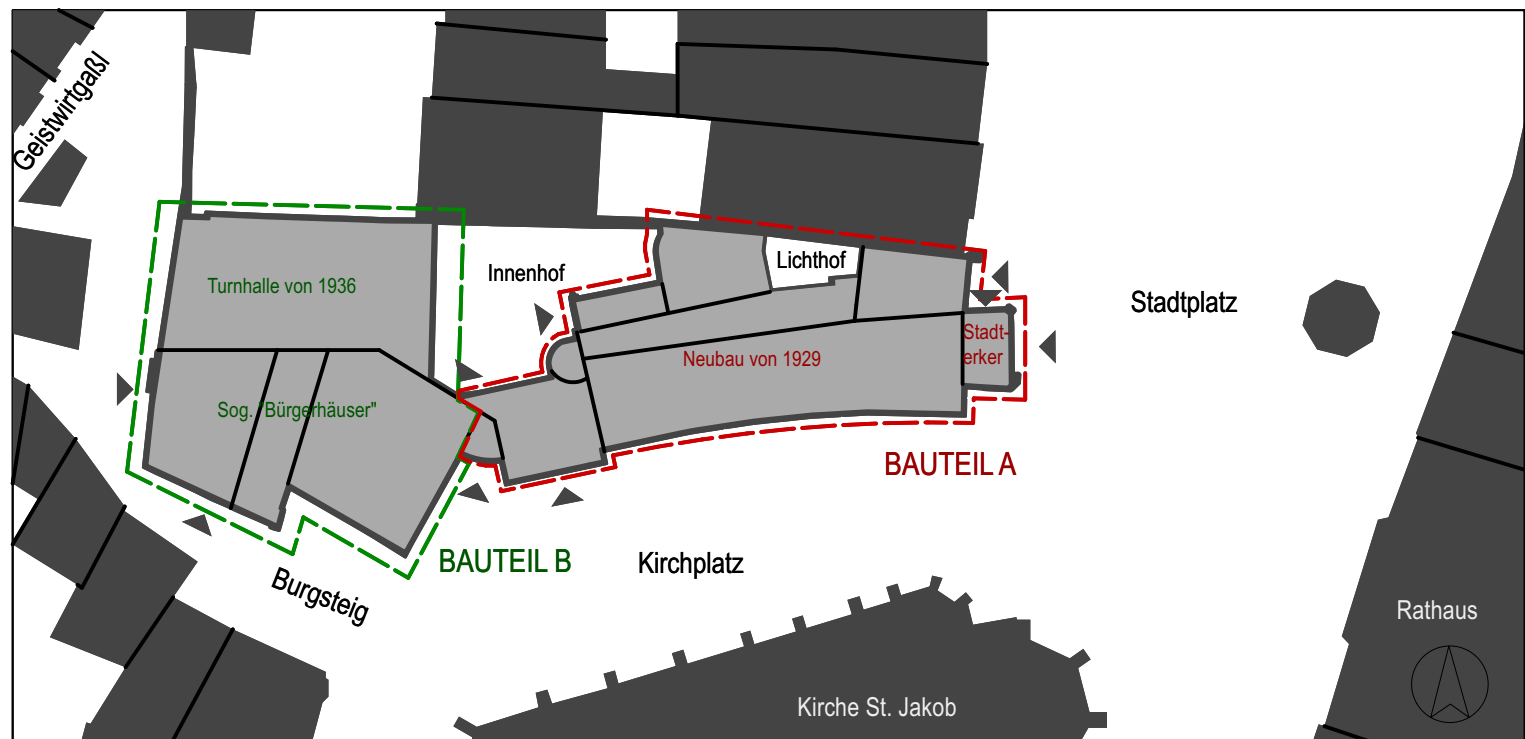 Geistwirtgaßl
Innenhof
Lichthof
Turnhalle von 1936
Stadtplatz
Stadt-
erker
Neubau von 1929
Sog. "Bürgerhäuser"
BAUTEIL A
BAUTEIL B
Kirchplatz
Burgsteig
Rathaus
Kirche St. Jakob